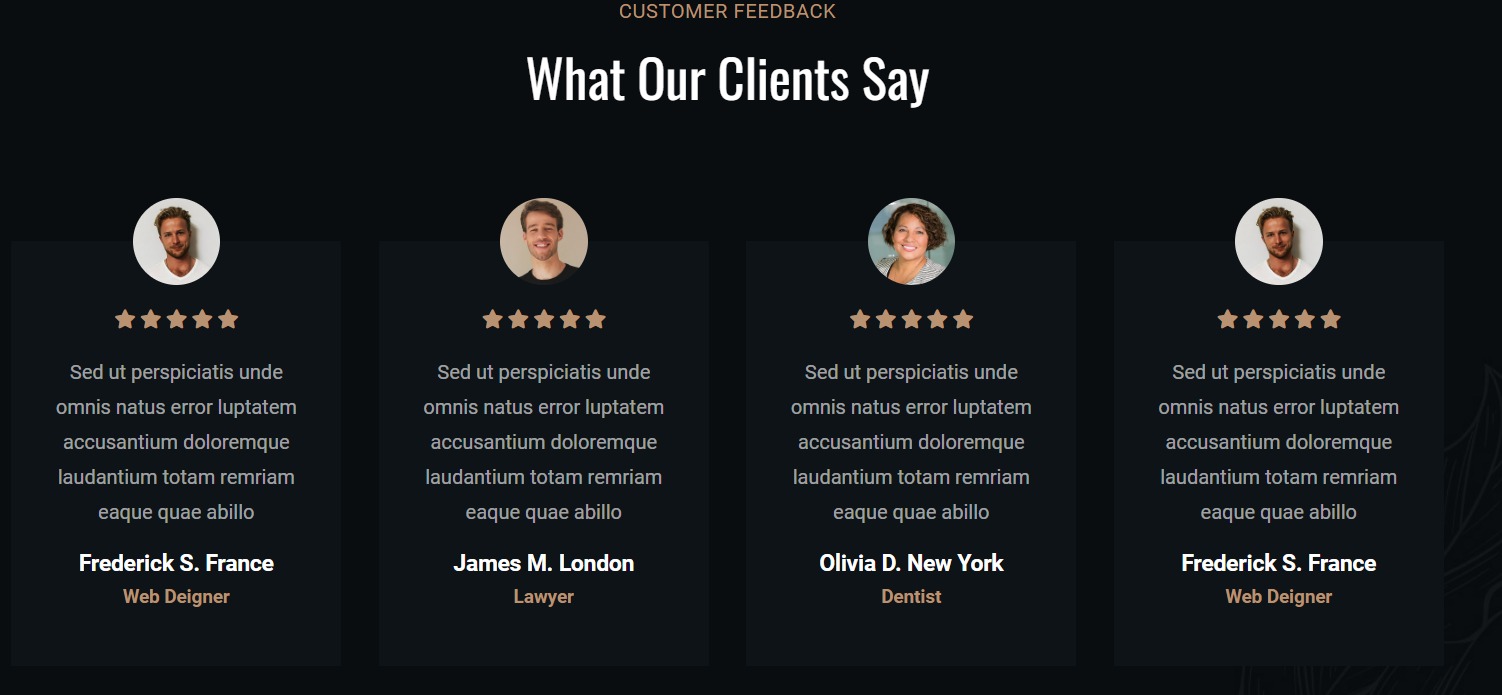 CUSTOMER FEEDBACK
What Our Clients Say
Sed ut perspiciatis unde
omnis natus error luptatem
accusantium doloremque
laudantium totam remriam
eaque quae abillo
Frederick S. France
Web Deigner
Sed ut perspiciatis unde
omnis natus error luptatem
accusantium doloremque
laudantium totam remriam
eaque quae abillo
James M. London
Lawyer
Sed ut perspiciatis unde
omnis natus error luptatem
accusantium doloremque
laudantium totam remriam
eaque quae abillo
Olivia D. New York
Dentist
Sed ut perspiciatis unde
omnis natus error luptatem
accusantium doloremque
laudantium totam remriam
eaque quae abillo
Frederick S. France
Web Deigner